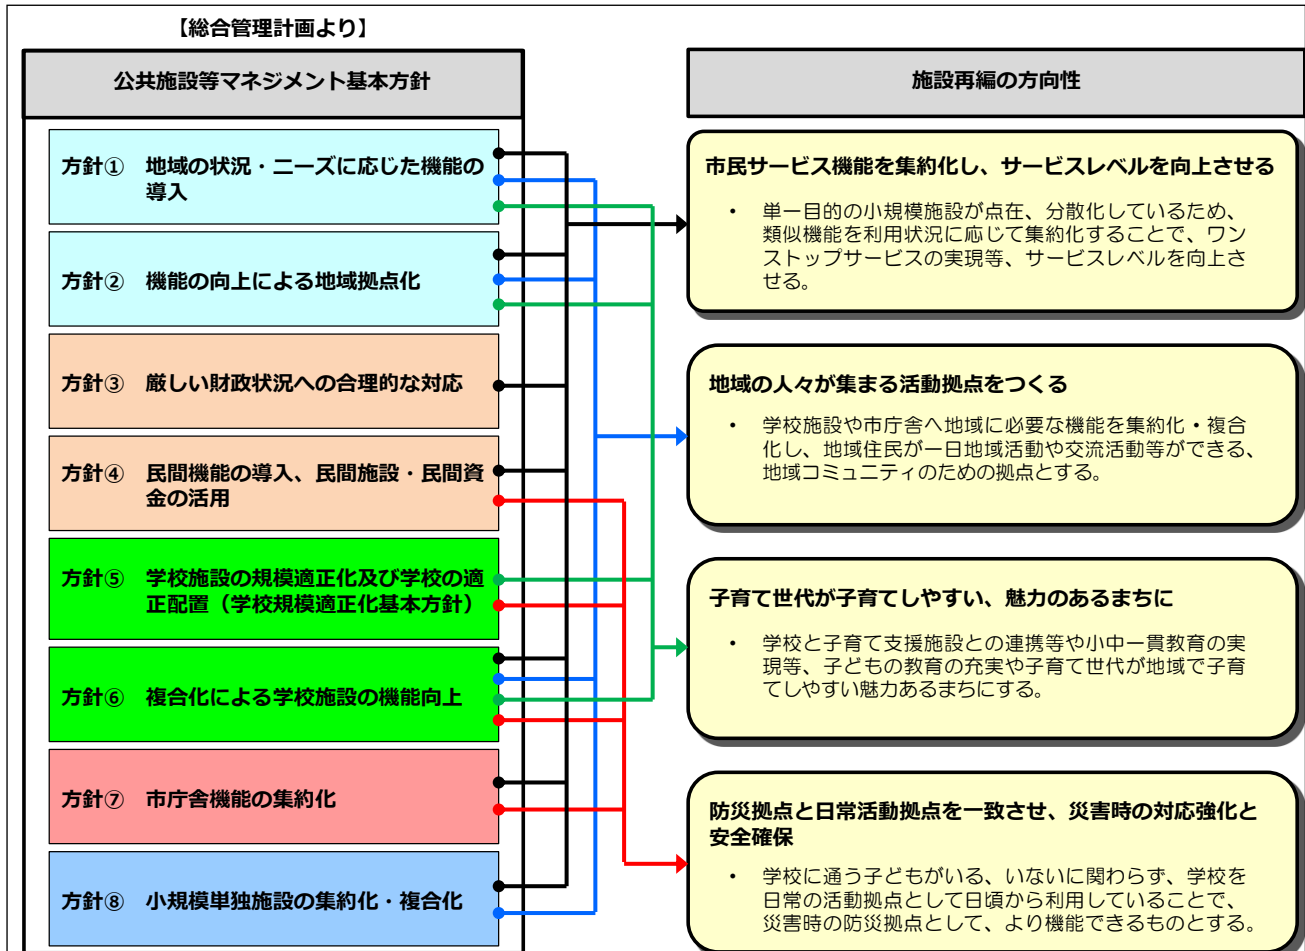 【総合管理計画より】
公共施設等マネジメント基本方針
方針① 地域の状況・ニーズに応じた機能の
導入
方針② 機能の向上による地域拠点化
方針③ 厳しい財政状況への合理的な対応
方針④ 民間機能の導入、民間施設・民間資
金の活用
方針⑤ 学校施設の規模適正化及び学校の適
正配置（学校規模適正化基本方針）
方針⑥ 複合化による学校施設の機能向上
方針⑦ 市庁舎機能の集約化
方針⑧ 小規模単独施設の集約化・複合化
施設再編の方向性
市民サービス機能を集約化し、サービスレベルを向上させる
• 単一目的の小規模施設が点在、分散化しているため、
類似機能を利用状況に応じて集約化することで、ワン
ストップサービスの実現等、サービスレベルを向上さ
せる。
地域の人々が集まる活動拠点をつくる
• 学校施設や市庁舎へ地域に必要な機能を集約化・複合
化し、地域住民が一日地域活動や交流活動等ができる、
地域コミュニティのための拠点とする。
子育て世代が子育てしやすい、魅力のあるまちに
• 学校と子育て支援施設との連携等や小中一貫教育の実
現等、子どもの教育の充実や子育て世代が地域で子育
てしやすい魅力あるまちにする。
防災拠点と日常活動拠点を一致させ、災害時の対応強化と
安全確保
• 学校に通う子どもがいる、いないに関わらず、学校を
日常の活動拠点として日頃から利用していることで、
災害時の防災拠点として、より機能できるものとする。